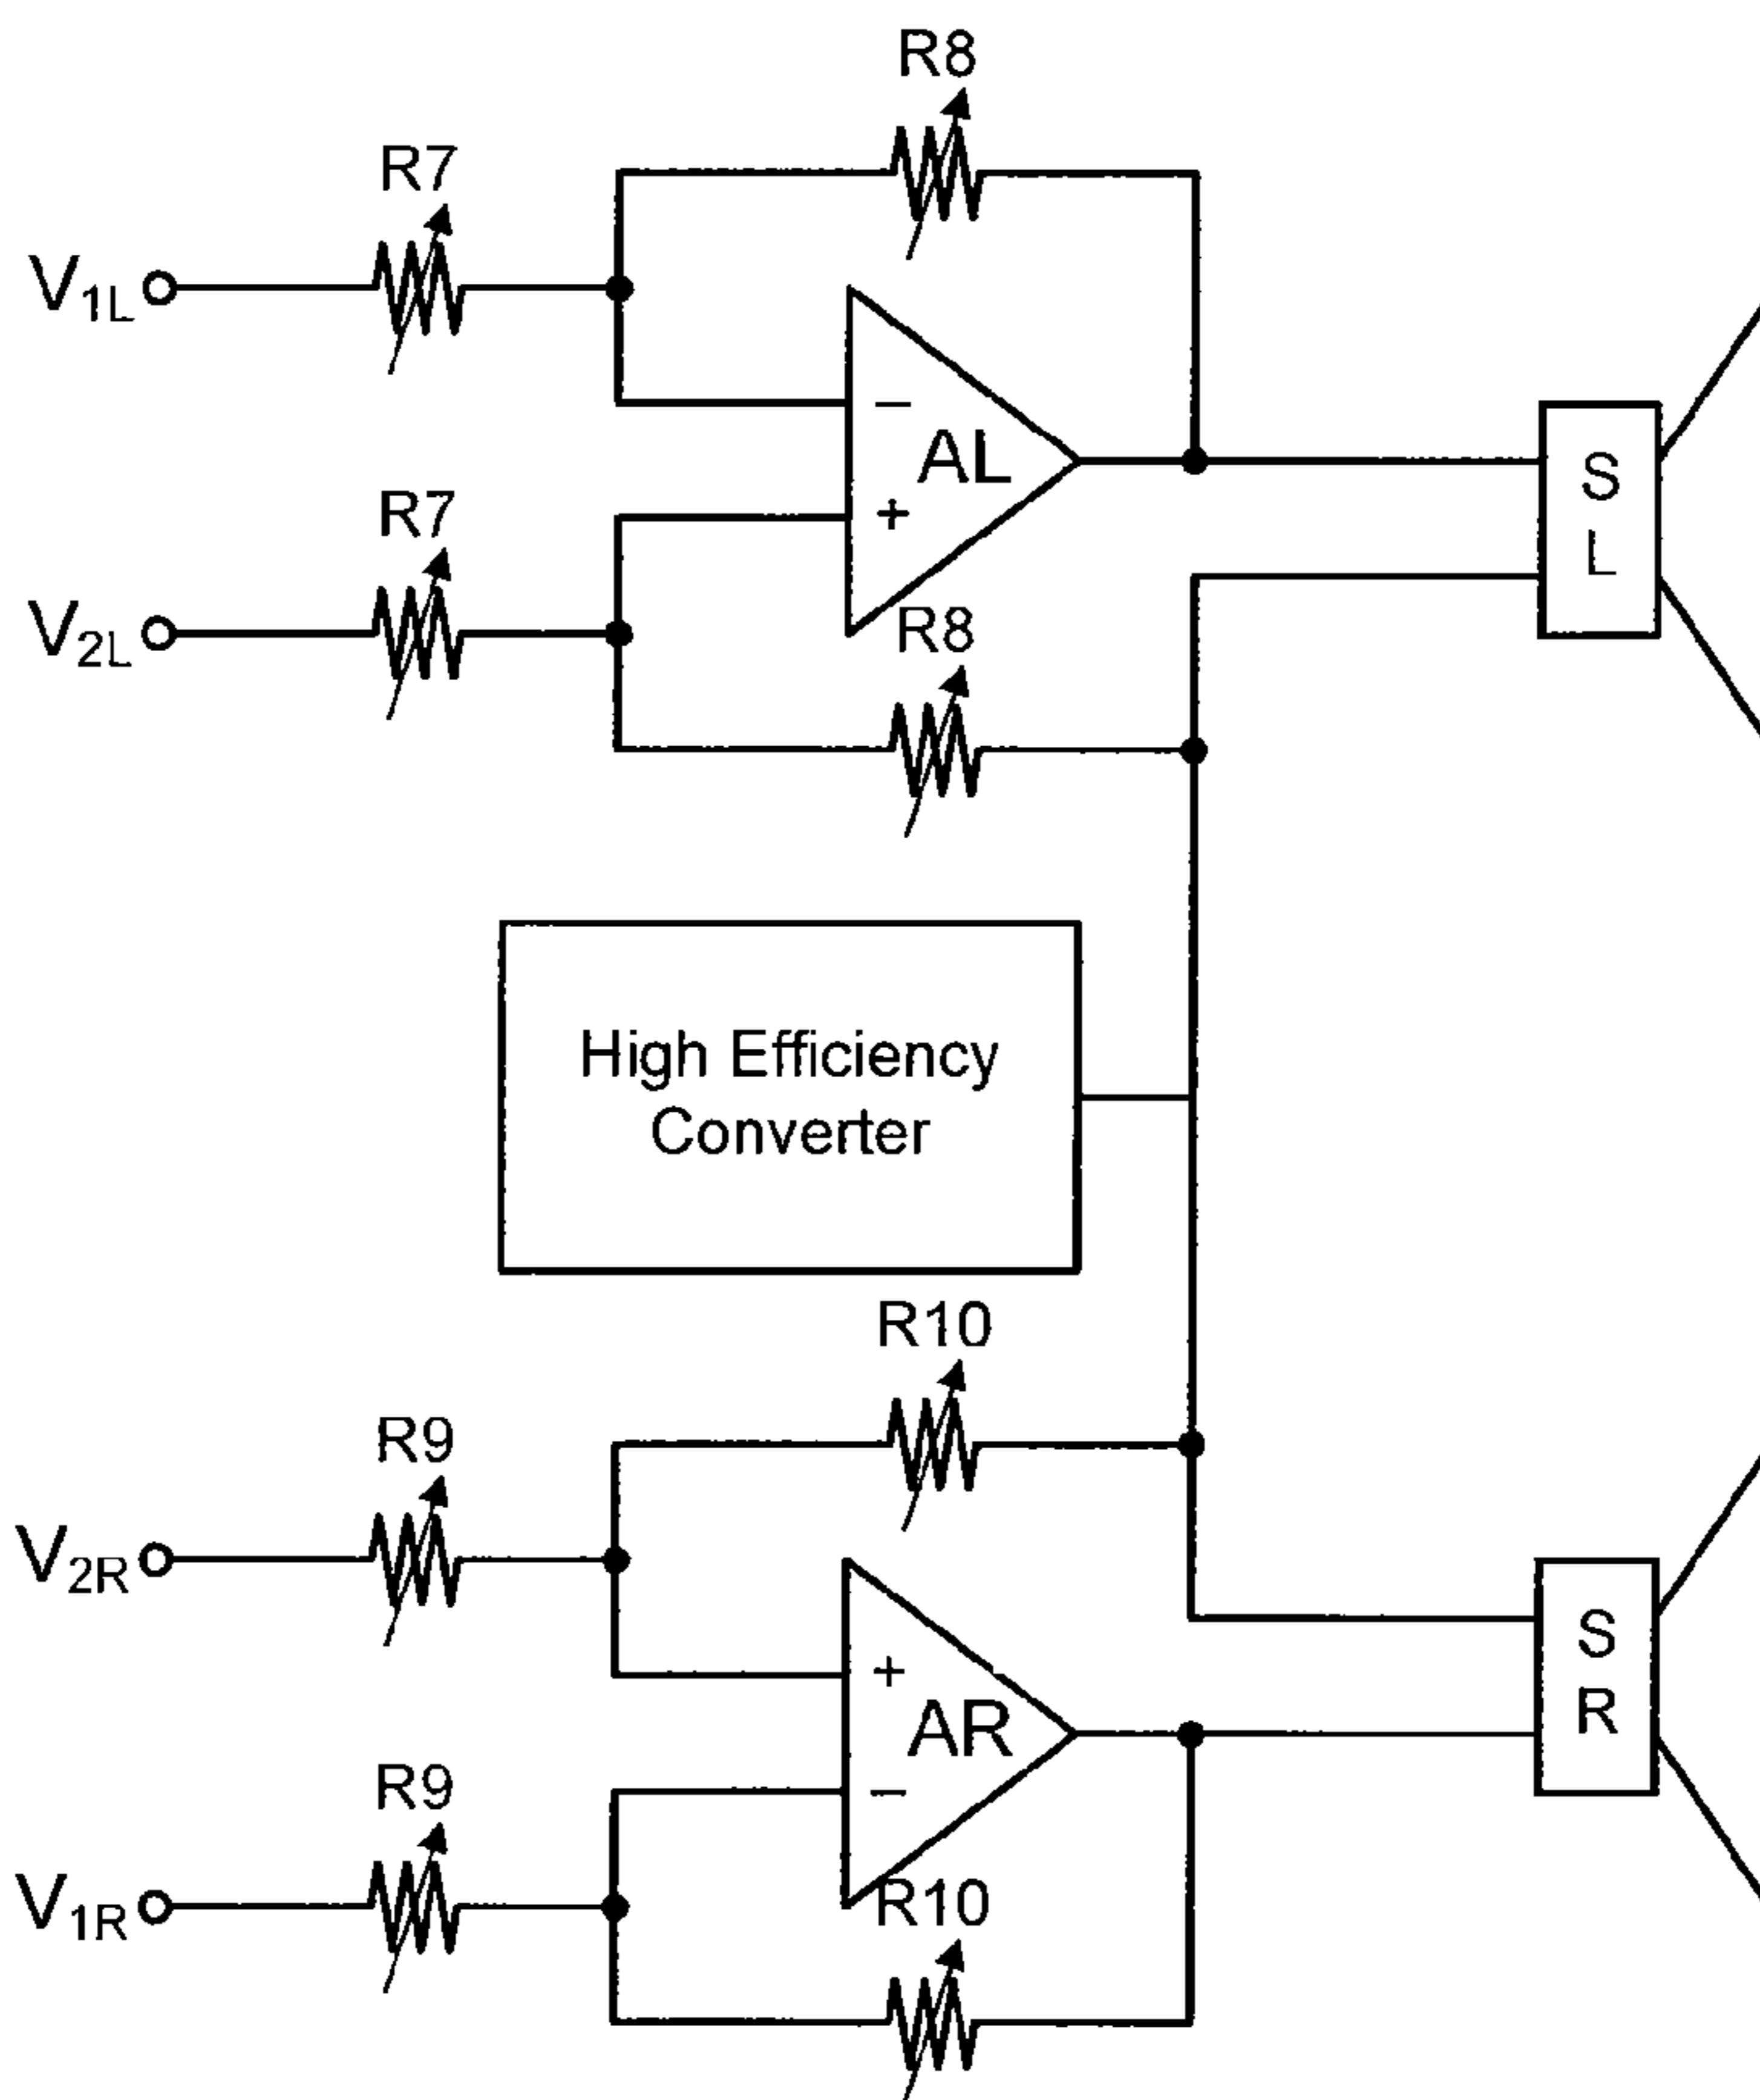 R8
R7
V1L
−
AL
+
S
L
R7
V2L
R8
High Efficiency
Converter
R10
R9
V2R
+
AR
−
S
R
R9
V1R
R10